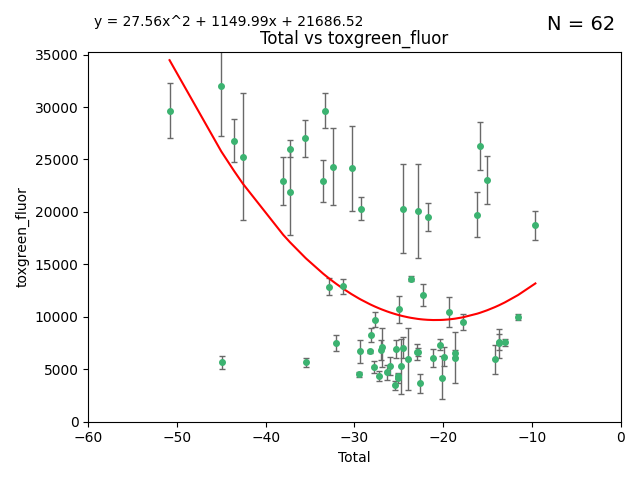 y = 27.56x^2 + 1149.99x + 21686.52
N = 62
Total vs toxgreen_fluor
35000
30000
25000
20000
15000
10000
5000
0
toxgreen_fluor
−60 −50 −40 −30 −20 −10 0
Total